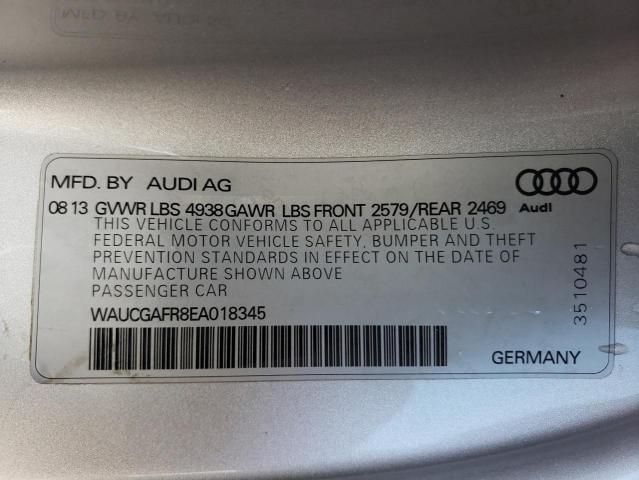 MFD. BY AUDI AG
Audi
08 13 GVWR LBS 4938 GAWR LBS FRONT 2579/REAR 2469
THIS VEHICLE CONFORMS TO ALL APPLICABLE U.S.
FEDERAL MOTOR VEHICLE SAFETY, BUMPER AND THEFT
PREVENTION STANDARDS IN EFFECT ON THE DATE OF
MANUFACTURE SHOWN ABOVE
PASSENGER CAR
WAUCGAFR8EA018345
3510481
GERMANY